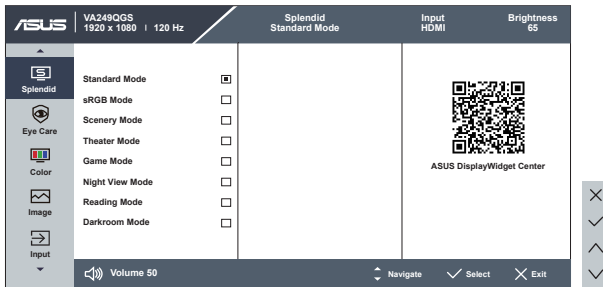 ASUS
VA249QGS
1920 x 1080 | 120 Hz
Splendid
Standard Mode
Input
HDMI
Brightness
65
Splendid
Eye Care
Color
Image
Input
Standard Mode
sRGB Mode
Scenery Mode
Theater Mode
Game Mode
Night View Mode
Reading Mode
Darkroom Mode
ASUS DisplayWidget Center
Volume 50
Navigate
Select
Exit